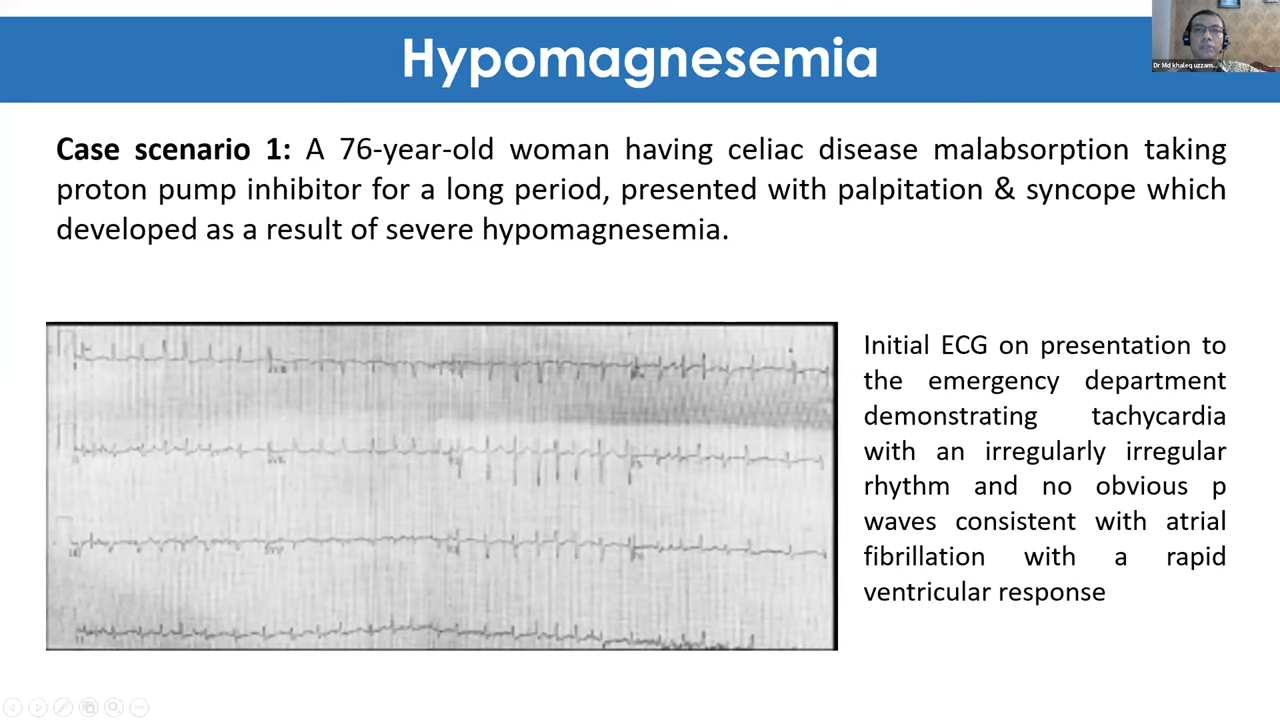 Hypomagnesemia
Dr Md khaleq uzzam...
Case scenario 1: A 76-year-old woman having celiac disease malabsorption taking
proton pump inhibitor for a long period, presented with palpitation & syncope which
developed as a result of severe hypomagnesemia.
Initial ECG on presentation to
the emergency department
demonstrating tachycardia
with an irregularly irregular
rhythm and no obvious p
waves consistent with atrial
fibrillation with a rapid
ventricular response